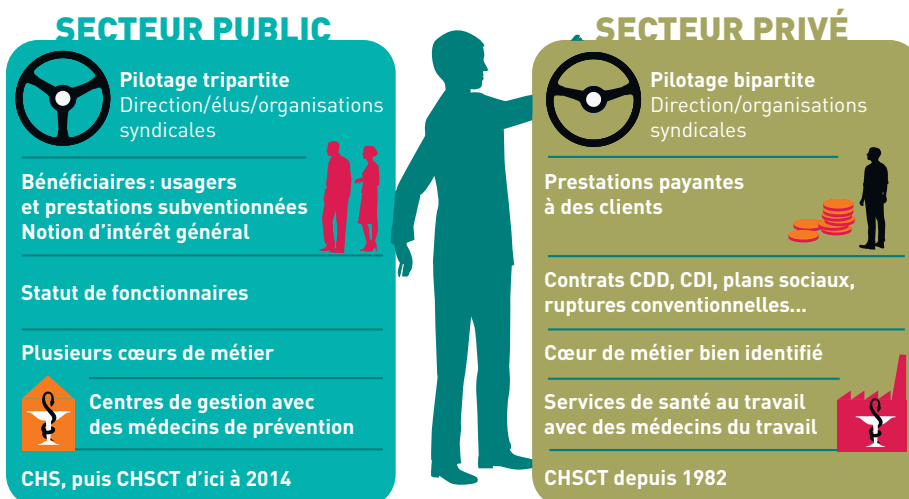 SECTEUR PUBLIC
Pilotage tripartite
Direction/élus/organisations
syndicales
Bénéficiaires : usagers
et prestations subventionnées
Notion d’intérêt général
Statut de fonctionnaires
Plusieurs cœurs de métier
Centres de gestion avec
des médecins de prévention
CHS, puis CHSCT d’ici à 2014
SECTEUR PRIVÉ
Pilotage bipartite
Direction/organisations
syndicales
Prestations payantes
à des clients
Contrats CDD, CDI, plans sociaux,
ruptures conventionnelles...
Cœur de métier bien identifié
Services de santé au travail
avec des médecins du travail
CHSCT depuis 1982